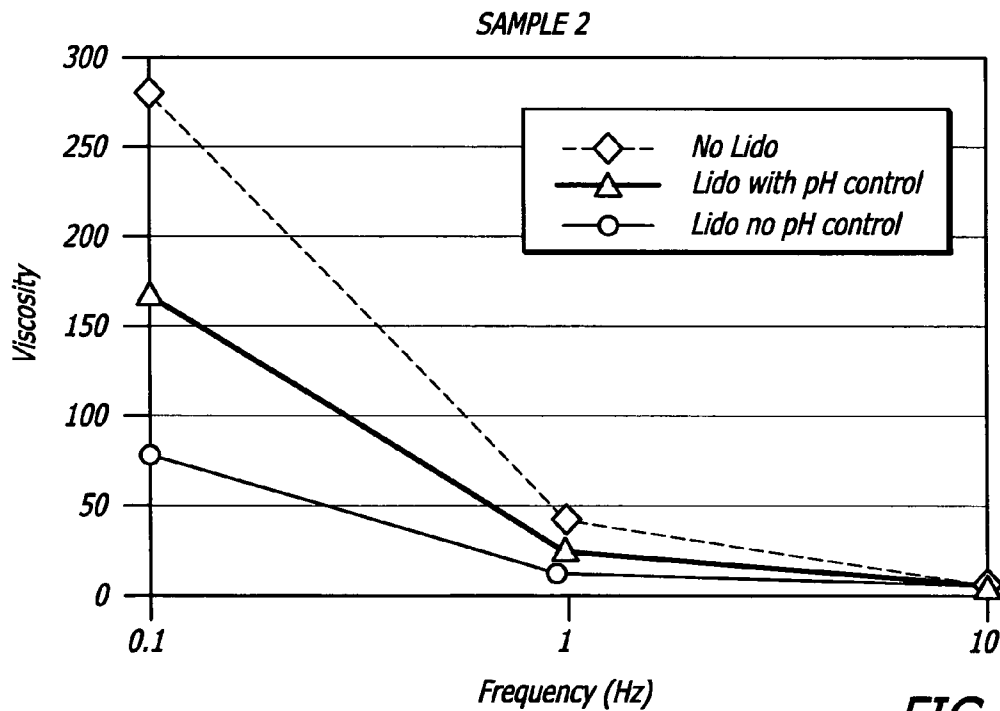 SAMPLE 2
300
250
200
150
100
50
0
Viscosity
No Lido
Lido with pH control
Lido no pH control
0.1
1
10
Frequency (Hz)
FIG